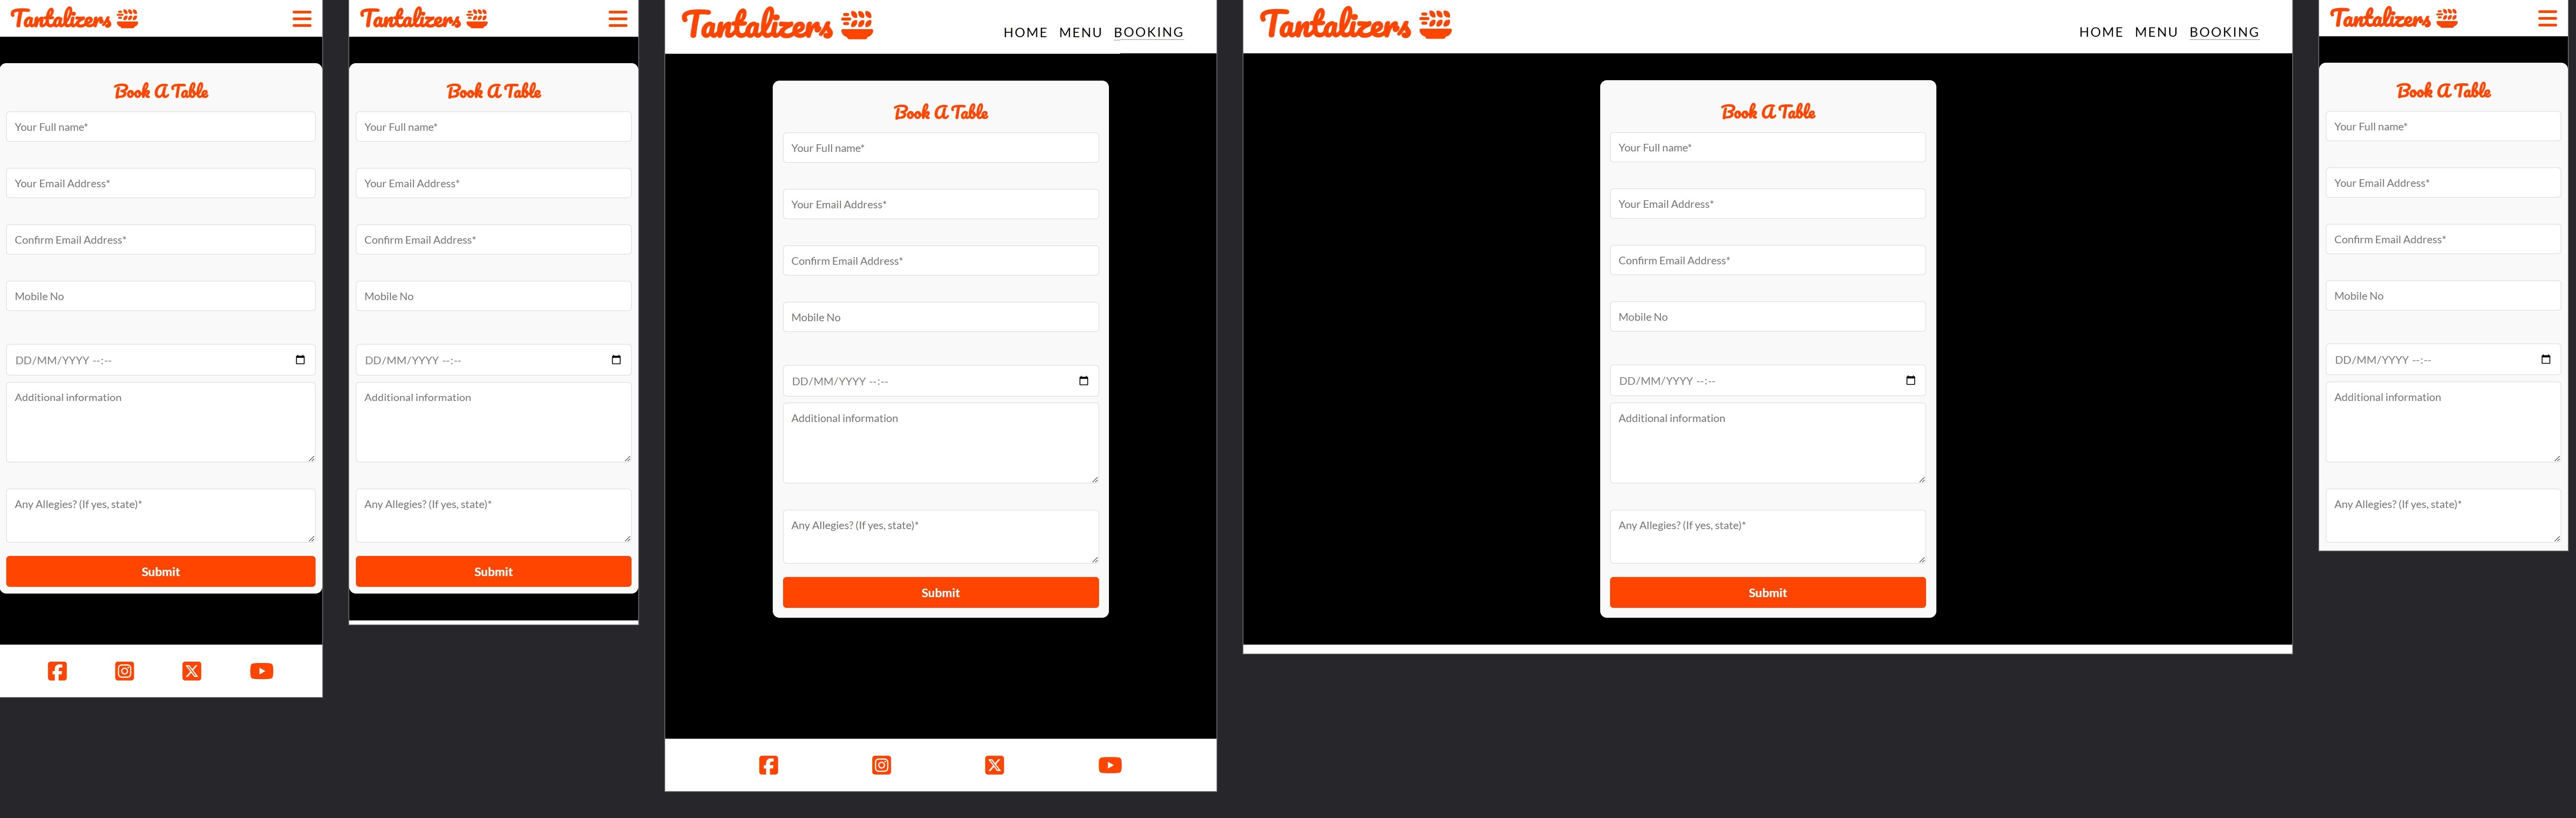 Tantalizers
Book A Table
Your Full name*
Your Email Address*
Confirm Email Address*
Mobile No
DD/MM/YYYY --:--
Additional information
Any Allegies? (If yes, state)*
Submit
Tantalizers
Book A Table
Your Full name*
Your Email Address*
Confirm Email Address*
Mobile No
DD/MM/YYYY --:--
Additional information
Any Allegies? (If yes, state)*
Submit
Tantalizers
HOME MENU BOOKING
Book A Table
Your Full name*
Your Email Address*
Confirm Email Address*
Mobile No
DD/MM/YYYY --:--
Additional information
Any Allegies? (If yes, state)*
Submit
Tantalizers
HOME MENU BOOKING
Book A Table
Your Full name*
Your Email Address*
Confirm Email Address*
Mobile No
DD/MM/YYYY --:--
Additional information
Any Allegies? (If yes, state)*
Submit
Tantalizers
Book A Table
Your Full name*
Your Email Address*
Confirm Email Address*
Mobile No
DD/MM/YYYY --:--
Additional information
Any Allegies? (If yes, state)*